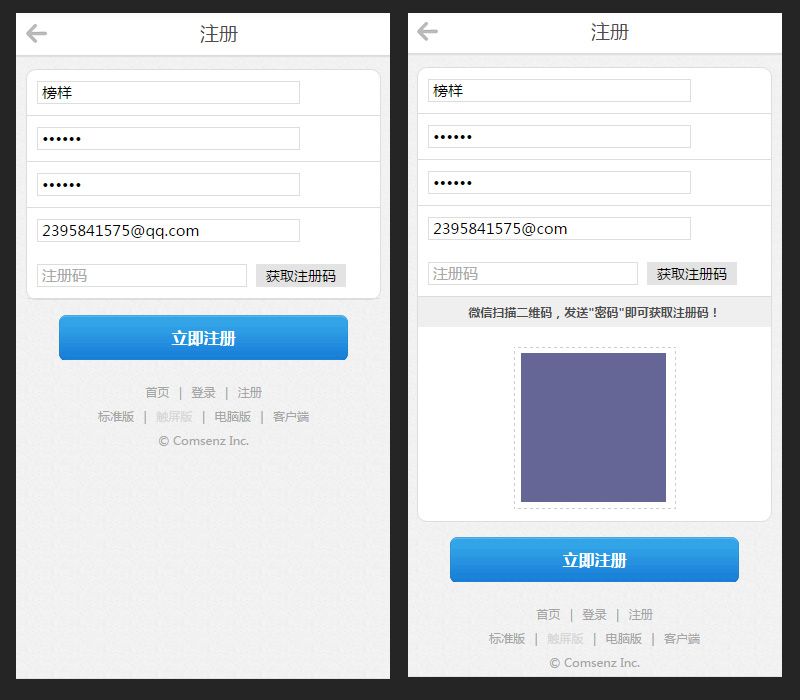 注册
榜样
••••••
••••••
2395841575@qq.com
注册码 获取注册码
立即注册
首页 | 登录 | 注册
标准版 | 触屏版 | 电脑版 | 客户端
© Comsenz Inc.
注册
榜样
••••••
••••••
2395841575@com
注册码 获取注册码
微信扫描二维码，发送"密码"即可获取注册码！
立即注册
首页 | 登录 | 注册
标准版 | 触屏版 | 电脑版 | 客户端
© Comsenz Inc.